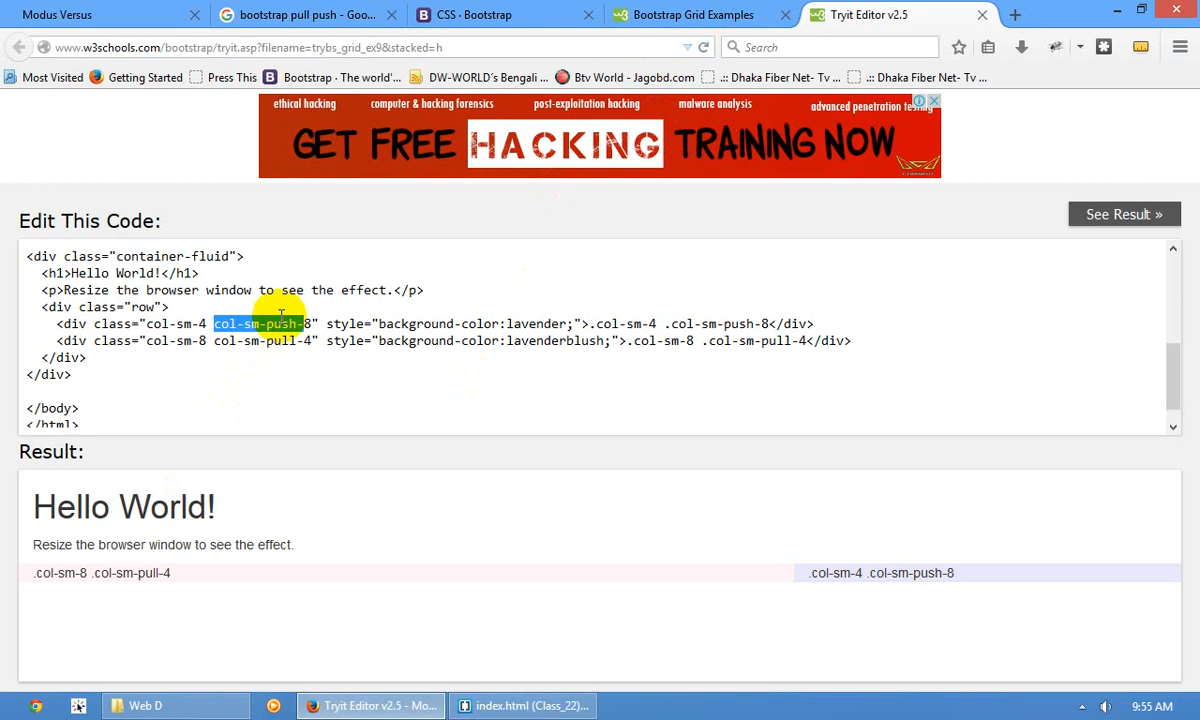 Modus Versus
bootstrap pull push - Goo...
CSS · Bootstrap
Bootstrap Grid Examples
Tryit Editor v2.5
www.w3schools.com/bootstrap/tryit.asp?filename=trybs_grid_ex9&stacked=h
Search
Most Visited
Getting Started
Press This
Bootstrap · The world'...
DW-WORLD´s Bengali ...
Btv World - Jagobd.com
.:: Dhaka Fiber Net- Tv ...
.:: Dhaka Fiber Net- Tv ...
ethical hacking
computer & hacking forensics
post-exploitation hacking
malware analysis
advanced penetration testing
GET FREE HACKING TRAINING NOW
Edit This Code:
See Result »
<div class="container-fluid">
<h1>Hello World!</h1>
<p>Resize the browser window to see the effect.</p>
<div class="row">
<div class="col-sm-4 col-sm-push-8" style="background-color:lavender;">.col-sm-4 .col-sm-push-8</div>
<div class="col-sm-8 col-sm-pull-4" style="background-color:lavenderblush;">.col-sm-8 .col-sm-pull-4</div>
</div>
</div>
</body>
</html>
Result:
Hello World!
Resize the browser window to see the effect.
.col-sm-8 .col-sm-pull-4
.col-sm-4 .col-sm-push-8
Web D
Tryit Editor v2.5 - Mo...
index.html (Class_22)...
9:55 AM